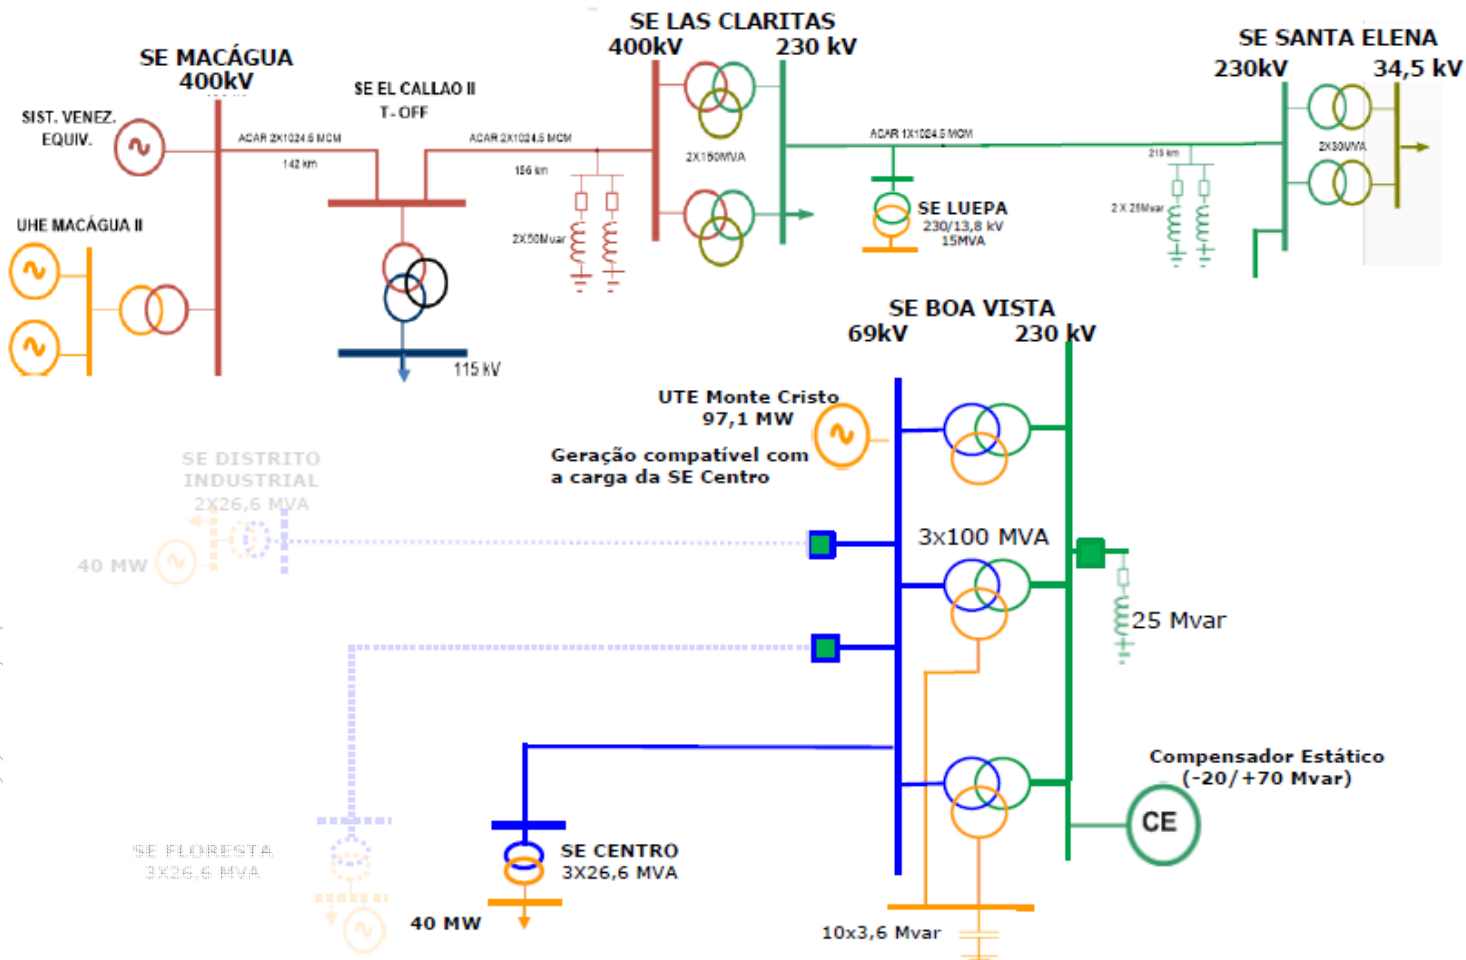 SE MACÁGUA
400kV
SIST. VENEZ.
EQUIV.
UHE MACÁGUA II
ACAR 2X1024.5 MCM
142 km
SE EL CALLAO II
T- OFF
115 kV
ACAR 2X1024.5 MCM
156 km
2X50Mvar
SE LAS CLARITAS
400kV
230 kV
2X150MVA
ACAR 1X1024.5 MCM
SE LUEPA
230/13,8 kV
15MVA
2 X 25Mvar
SE SANTA ELENA
230kV
34,5 kV
2X30MVA
SE BOA VISTA
69kV
230 kV
UTE Monte Cristo
97,1 MW
Geração compatível com
a carga da SE Centro
3x100 MVA
25 Mvar
SE DISTRITO
INDUSTRIAL
2X26,6 MVA
40 MW
SE FLORESTA
3X26,6 MVA
SE CENTRO
3X26,6 MVA
40 MW
10x3,6 Mvar
Compensador Estático
(-20/+70 Mvar)
CE